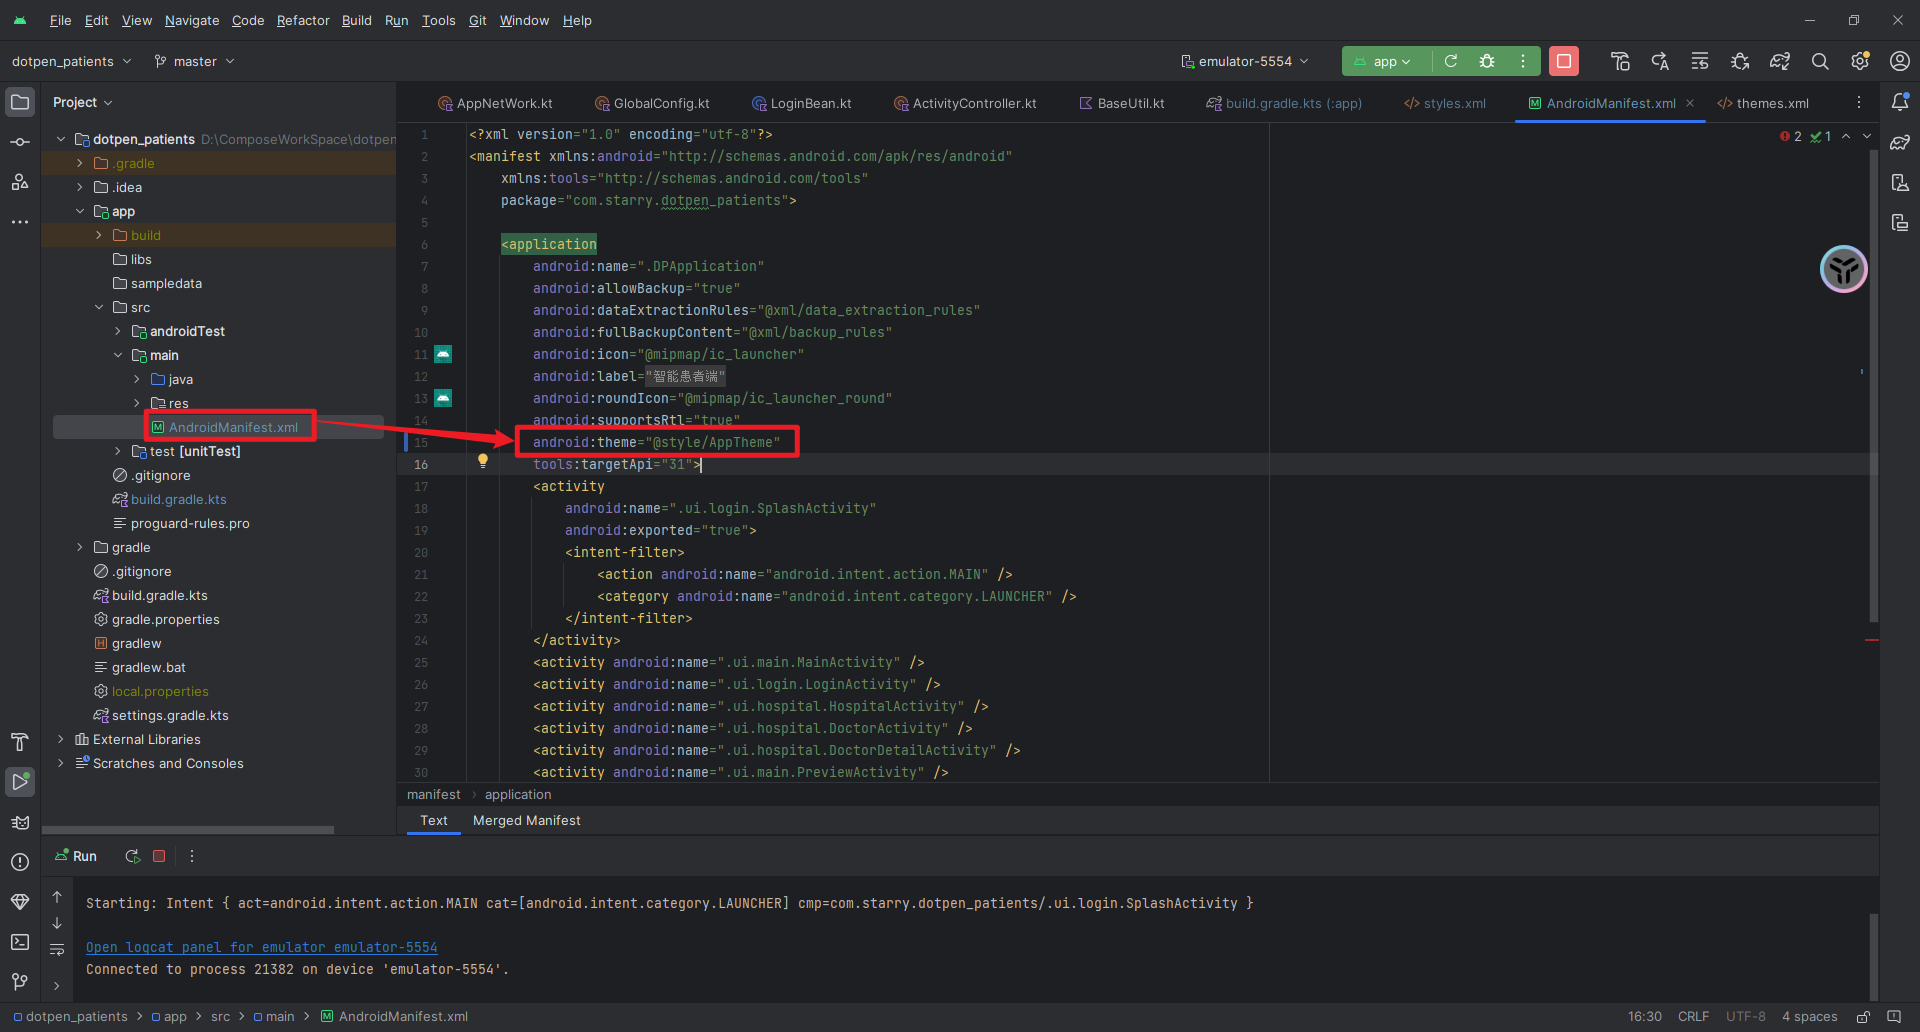 File Edit View Navigate Code Refactor Build Run Tools Git Window Help
dotpen_patients master emulator-5554 app
Project
AppNetWork.kt GlobalConfig.kt LoginBean.kt ActivityController.kt BaseUtil.kt build.gradle.kts (:app) styles.xml AndroidManifest.xml themes.xml
dotpen_patients D:\ComposeWorkSpace\dotpen
.gradle
.idea
app
build
libs
sampledata
src
androidTest
main
java
res
AndroidManifest.xml
test [unitTest]
.gitignore
build.gradle.kts
proguard-rules.pro
gradle
.gitignore
build.gradle.kts
gradle.properties
gradlew
gradlew.bat
local.properties
settings.gradle.kts
External Libraries
Scratches and Consoles
2 1
1 <?xml version="1.0" encoding="utf-8"?>
2 <manifest xmlns:android="http://schemas.android.com/apk/res/android"
3 xmlns:tools="http://schemas.android.com/tools"
4 package="com.starry.dotpen_patients">
5
6 <application
7 android:name=".DPApplication"
8 android:allowBackup="true"
9 android:dataExtractionRules="@xml/data_extraction_rules"
10 android:fullBackupContent="@xml/backup_rules"
11 android:icon="@mipmap/ic_launcher"
12 android:label="智能患者端"
13 android:roundIcon="@mipmap/ic_launcher_round"
14 android:supportsRtl="true"
15 android:theme="@style/AppTheme"
16 tools:targetApi="31">
17 <activity
18 android:name=".ui.login.SplashActivity"
19 android:exported="true">
20 <intent-filter>
21 <action android:name="android.intent.action.MAIN" />
22 <category android:name="android.intent.category.LAUNCHER" />
23 </intent-filter>
24 </activity>
25 <activity android:name=".ui.main.MainActivity" />
26 <activity android:name=".ui.login.LoginActivity" />
27 <activity android:name=".ui.hospital.HospitalActivity" />
28 <activity android:name=".ui.hospital.DoctorActivity" />
29 <activity android:name=".ui.hospital.DoctorDetailActivity" />
30 <activity android:name=".ui.main.PreviewActivity" />
manifest › application
Text Merged Manifest
Run
Starting: Intent { act=android.intent.action.MAIN cat=[android.intent.category.LAUNCHER] cmp=com.starry.dotpen_patients/.ui.login.SplashActivity }
Open logcat panel for emulator emulator-5554
Connected to process 21382 on device 'emulator-5554'.
dotpen_patients > app > src > main > AndroidManifest.xml 16:30 CRLF UTF-8 4 spaces